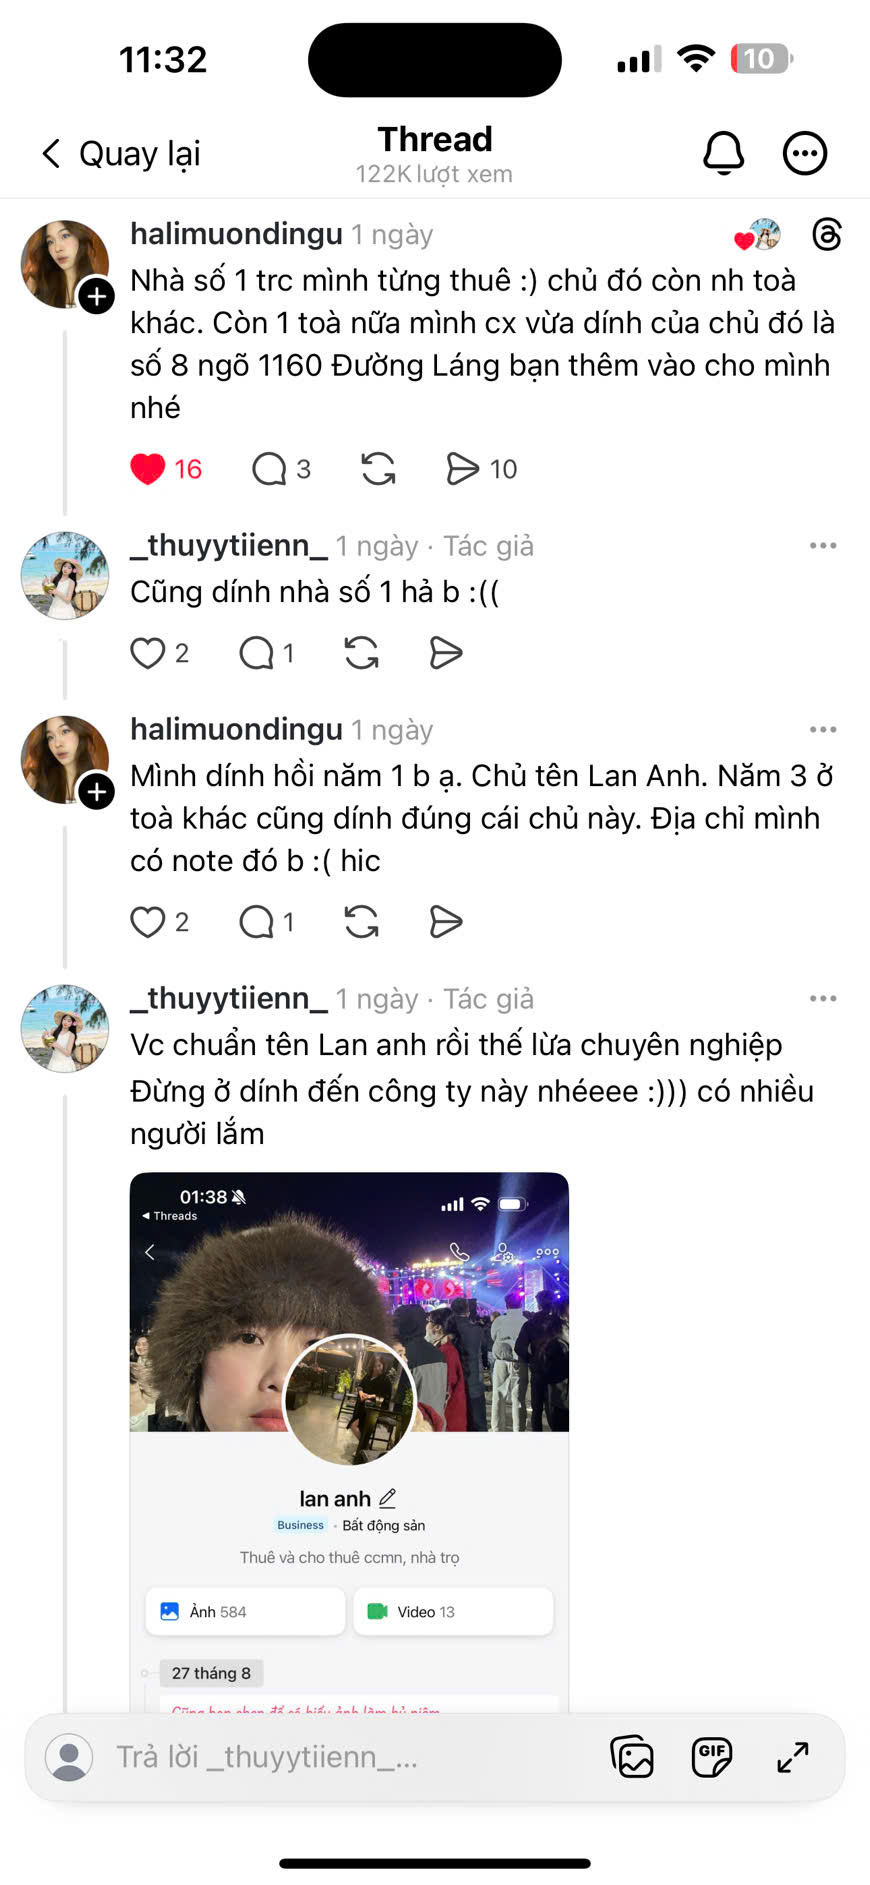 11:32
10
Quay lại
Thread
122K lượt xem
halimuondingu 1 ngày
Nhà số 1 trc mình từng thuê :) chủ đó còn nh toà
khác. Còn 1 toà nữa mình cx vừa dính của chủ đó là
số 8 ngõ 1160 Đường Láng bạn thêm vào cho mình
nhé
16 3 10
_thuyytiienn_ 1 ngày · Tác giả
Cũng dính nhà số 1 hả b :((
2 1
halimuondingu 1 ngày
Mình dính hồi năm 1 b ạ. Chủ tên Lan Anh. Năm 3 ở
toà khác cũng dính đúng cái chủ này. Địa chỉ mình
có note đó b :( hic
2 1
_thuyytiienn_ 1 ngày · Tác giả
Vc chuẩn tên Lan anh rồi thế lừa chuyên nghiệp
Đừng ở dính đến công ty này nhéeee :))) có nhiều
người lắm
01:38
Threads
lan anh
Business · Bất động sản
Thuê và cho thuê ccmn, nhà trọ
Ảnh 584
Video 13
27 tháng 8
Trả lời _thuyytiienn_...
GIF